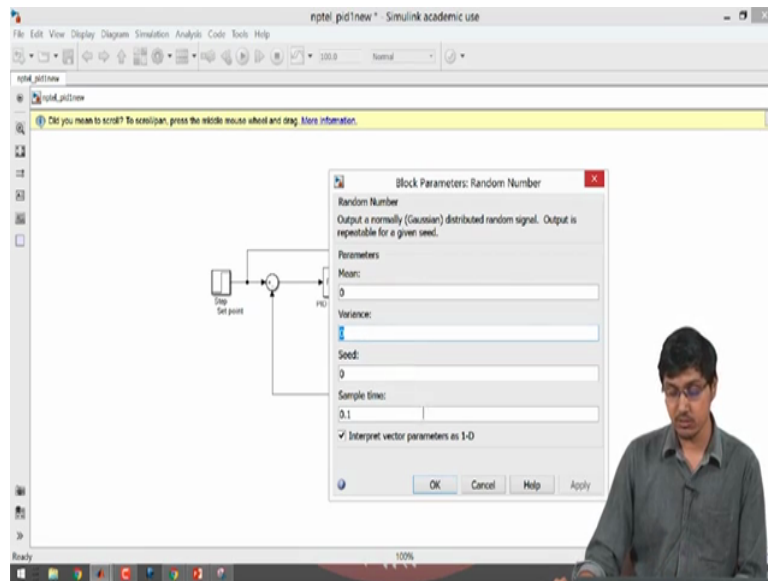 nptel_pid1new * - Simulink academic use
File Edit View Display Diagram Simulation Analysis Code Tools Help
100.0 Normal
nptel_pid1new
nptel_pid1new
Did you mean to scroll? To scroll/pan, press the middle mouse wheel and drag. More information.
Block Parameters: Random Number
Random Number
Output a normally (Gaussian) distributed random signal. Output is
repeatable for a given seed.
Parameters
Mean:
0
Variance:
0
Seed:
0
Sample time:
0.1
Interpret vector parameters as 1-D
OK Cancel Help Apply
Step
Set point
PID
Ready 100%